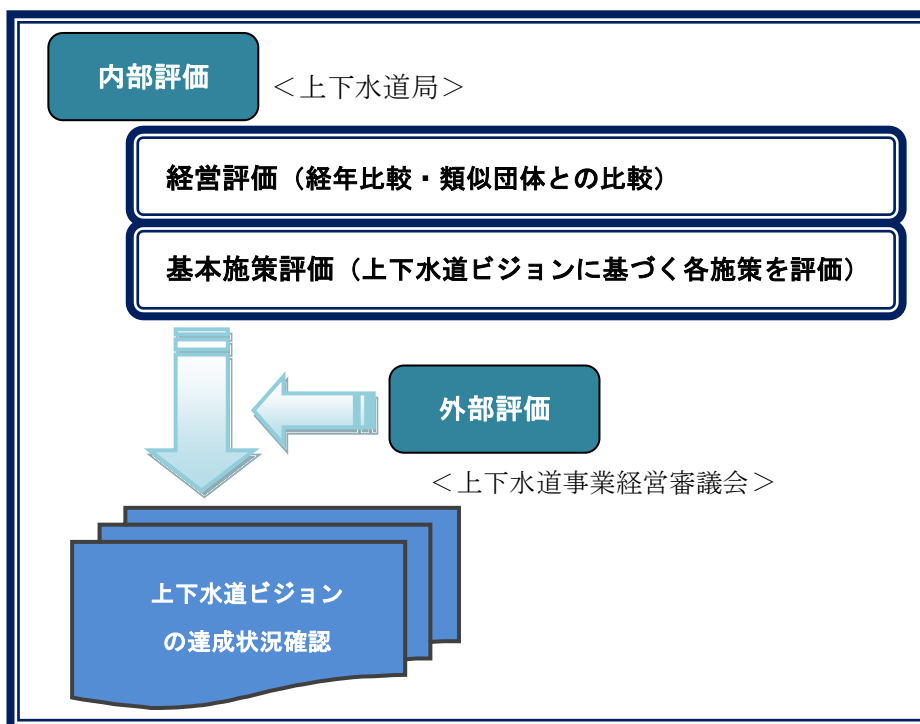 内部評価
＜上下水道局＞
経営評価（経年比較・類似団体との比較）
基本施策評価（上下水道ビジョンに基づく各施策を評価）
外部評価
＜上下水道事業経営審議会＞
上下水道ビジョン
の達成状況確認